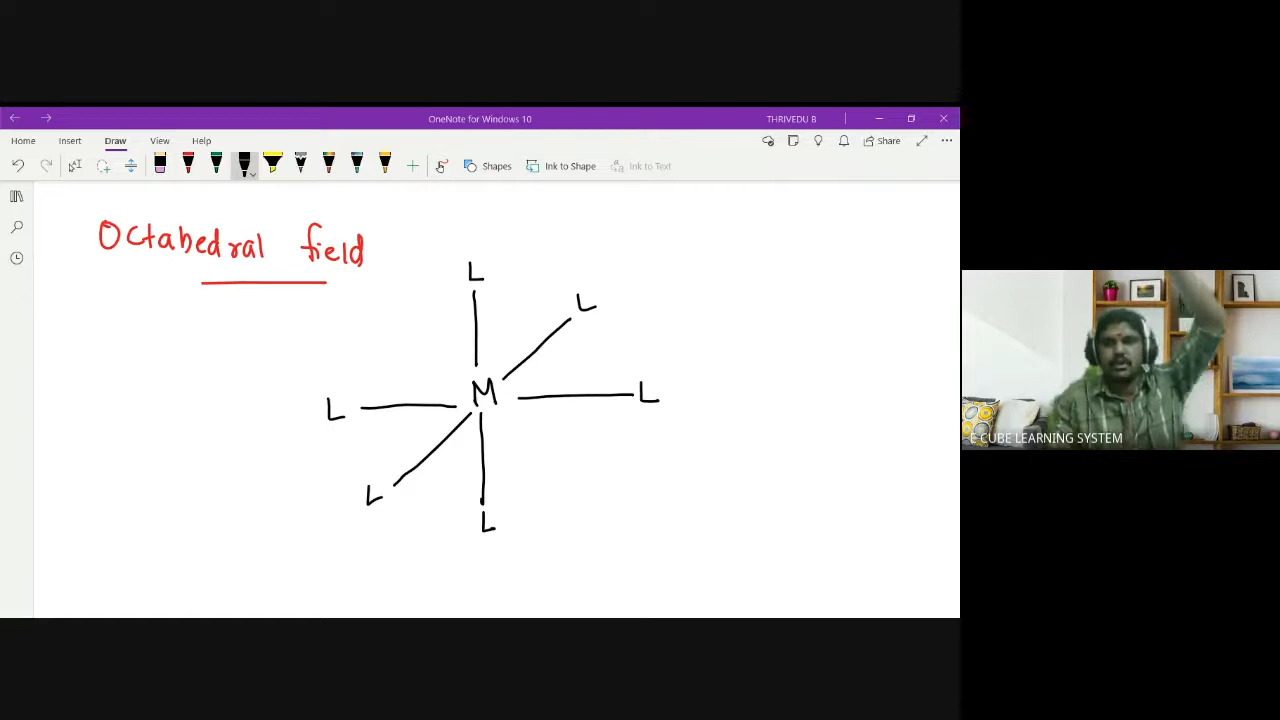 OneNote for Windows 10
THRIVEDU B
Home Insert Draw View Help
Share
Shapes Ink to Shape Ink to Text
Octahedral field
L
L
M
L
L
L
L
E CUBE LEARNING SYSTEM